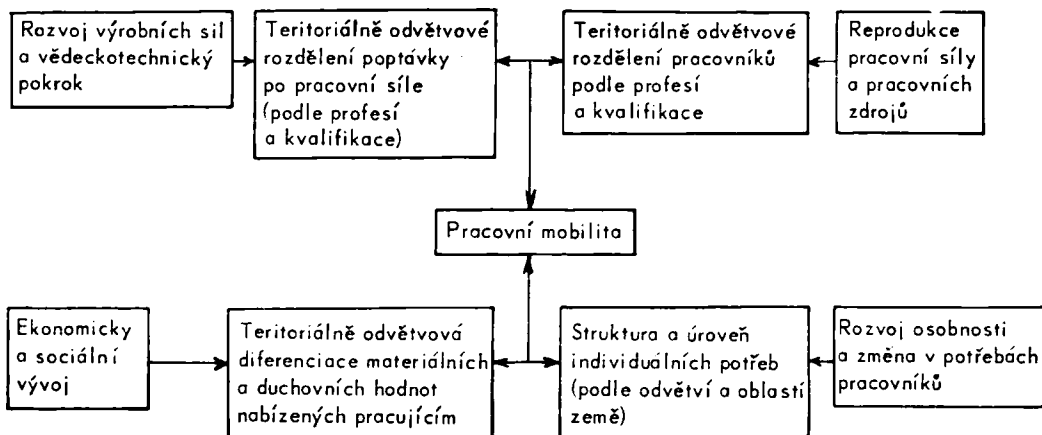 Rozvoj výrobních sil
a vědeckotechnický
pokrok
Teritoriálně odvětvové
rozdělení poptávky
po pracovní síle
(podle profesí
a kvalifikace)
Teritoriálně odvětvové
rozdělení pracovníků
podle profesí
a kvalifikace
Reprodukce
pracovní síly
a pracovních
zdrojů
Pracovní mobilita
Ekonomicky
a sociální
vývoj
Teritoriálně odvětvová
diferenciace materiálních
a duchovních hodnot
nabízených pracujícím
Struktura a úroveň
individuálních potřeb
(podle odvětví a oblastí
země)
Rozvoj osobnosti
a změna v potřebách
pracovníků